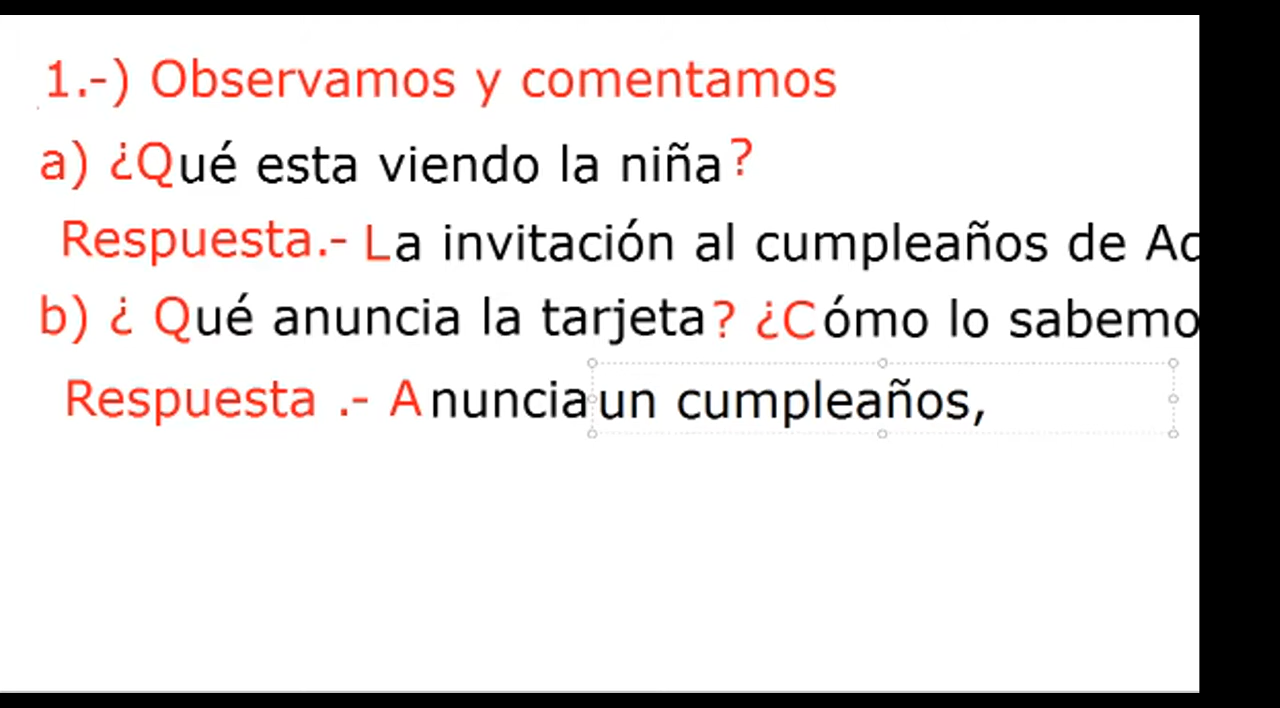 1.-) Observamos y comentamos
a) ¿Qué esta viendo la niña?
Respuesta.- La invitación al cumpleaños de
b) ¿ Qué anuncia la tarjeta? ¿Cómo lo
Respuesta .- Anuncia un cumpleaños,